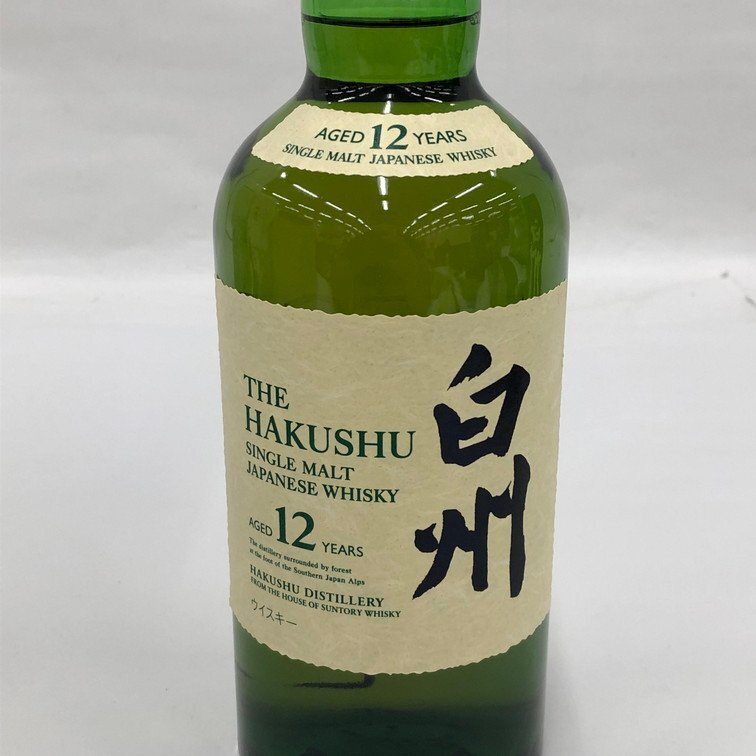 AGED 12 YEARS
SINGLE MALT JAPANESE WHISKY
THE
HAKUSHU
SINGLE MALT
JAPANESE WHISKY
AGED 12 YEARS
The distillery surrounded by forest
at the foot of the Southern Japan Alps
HAKUSHU DISTILLERY
FROM THE HOUSE OF SUNTORY WHISKY
ウイスキー
白州